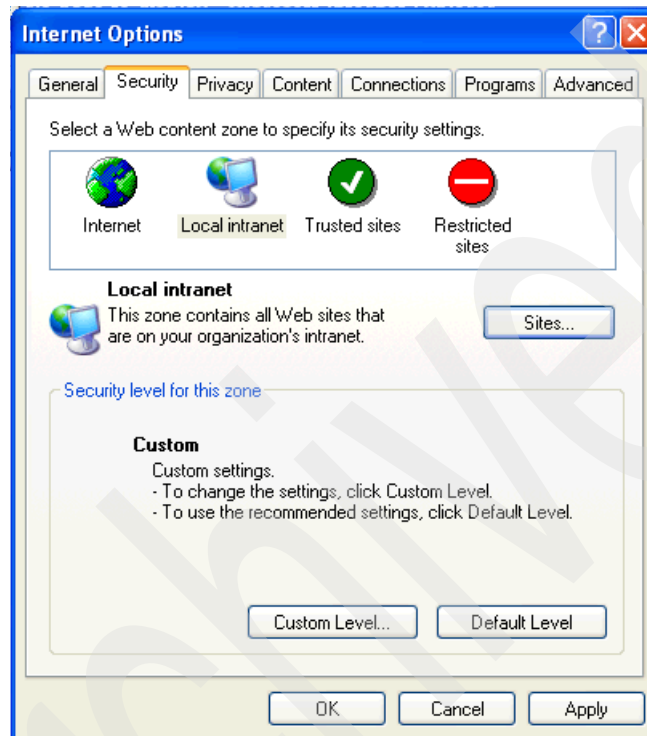 Internet Options
General Security Privacy Content Connections Programs Advanced
Select a Web content zone to specify its security settings.
Internet Local intranet Trusted sites Restricted
sites
Local intranet
This zone contains all Web sites that
are on your organization's intranet.
Sites...
Security level for this zone
Custom
Custom settings.
- To change the settings, click Custom Level.
- To use the recommended settings, click Default Level.
Custom Level... Default Level
OK Cancel Apply